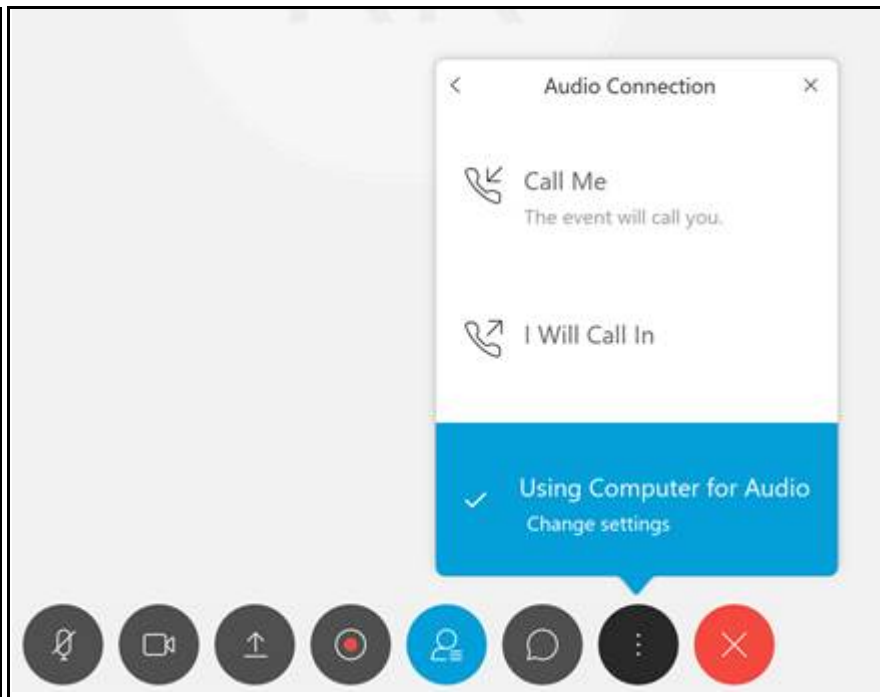 Audio Connection
Call Me
The event will call you.
I Will Call In
Using Computer for Audio
Change settings